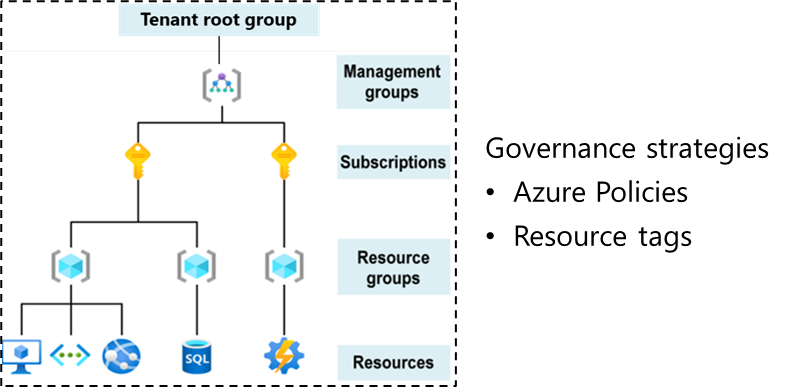 Tenant root group
Management
groups
Subscriptions
Resource
groups
SQL
Resources
Governance strategies
• Azure Policies
• Resource tags